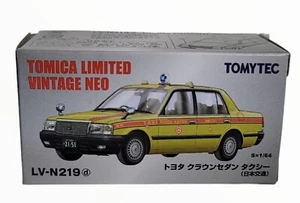 TOMICA LIMITED
VINTAGE NEO
TOMYTEC
S=1/64
LV-N219 d
トヨタ クラウンセダン タクシー
(日本交通)